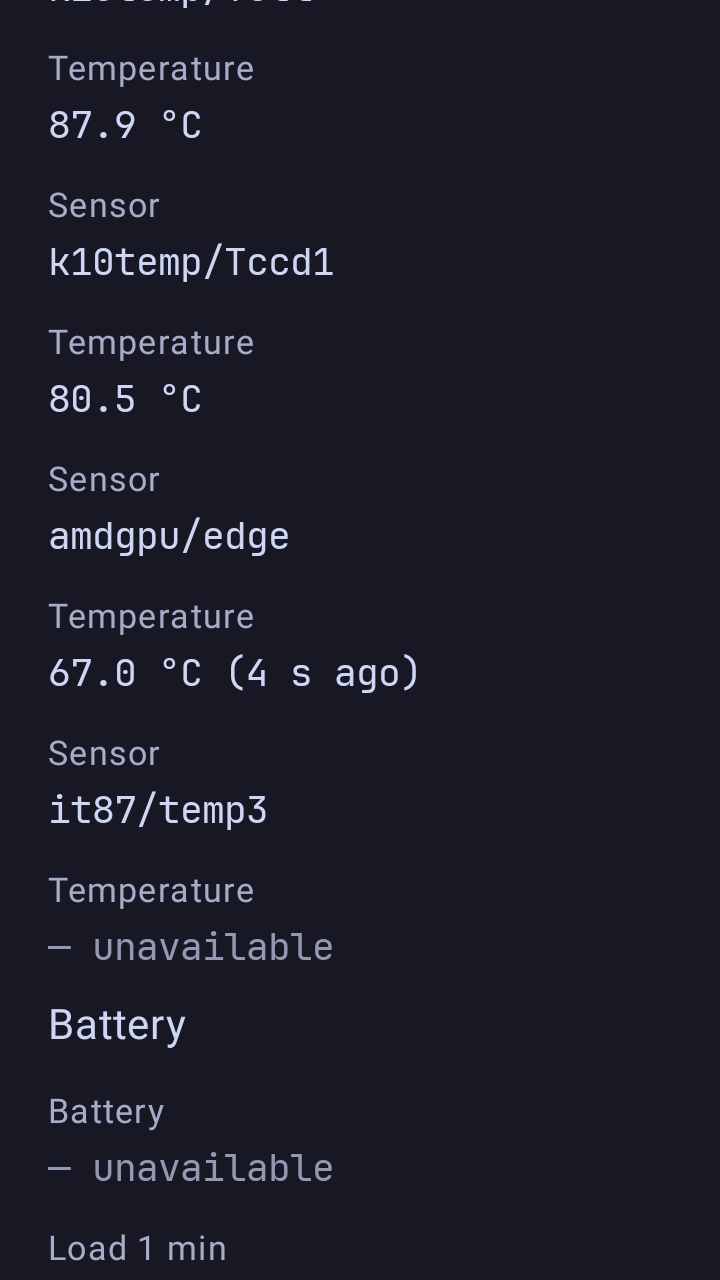 Temperature
87.9 °C
Sensor
k10temp/Tccd1
Temperature
80.5 °C
Sensor
amdgpu/edge
Temperature
67.0 °C (4 s ago)
Sensor
it87/temp3
Temperature
— unavailable
Battery
Battery
— unavailable
Load 1 min